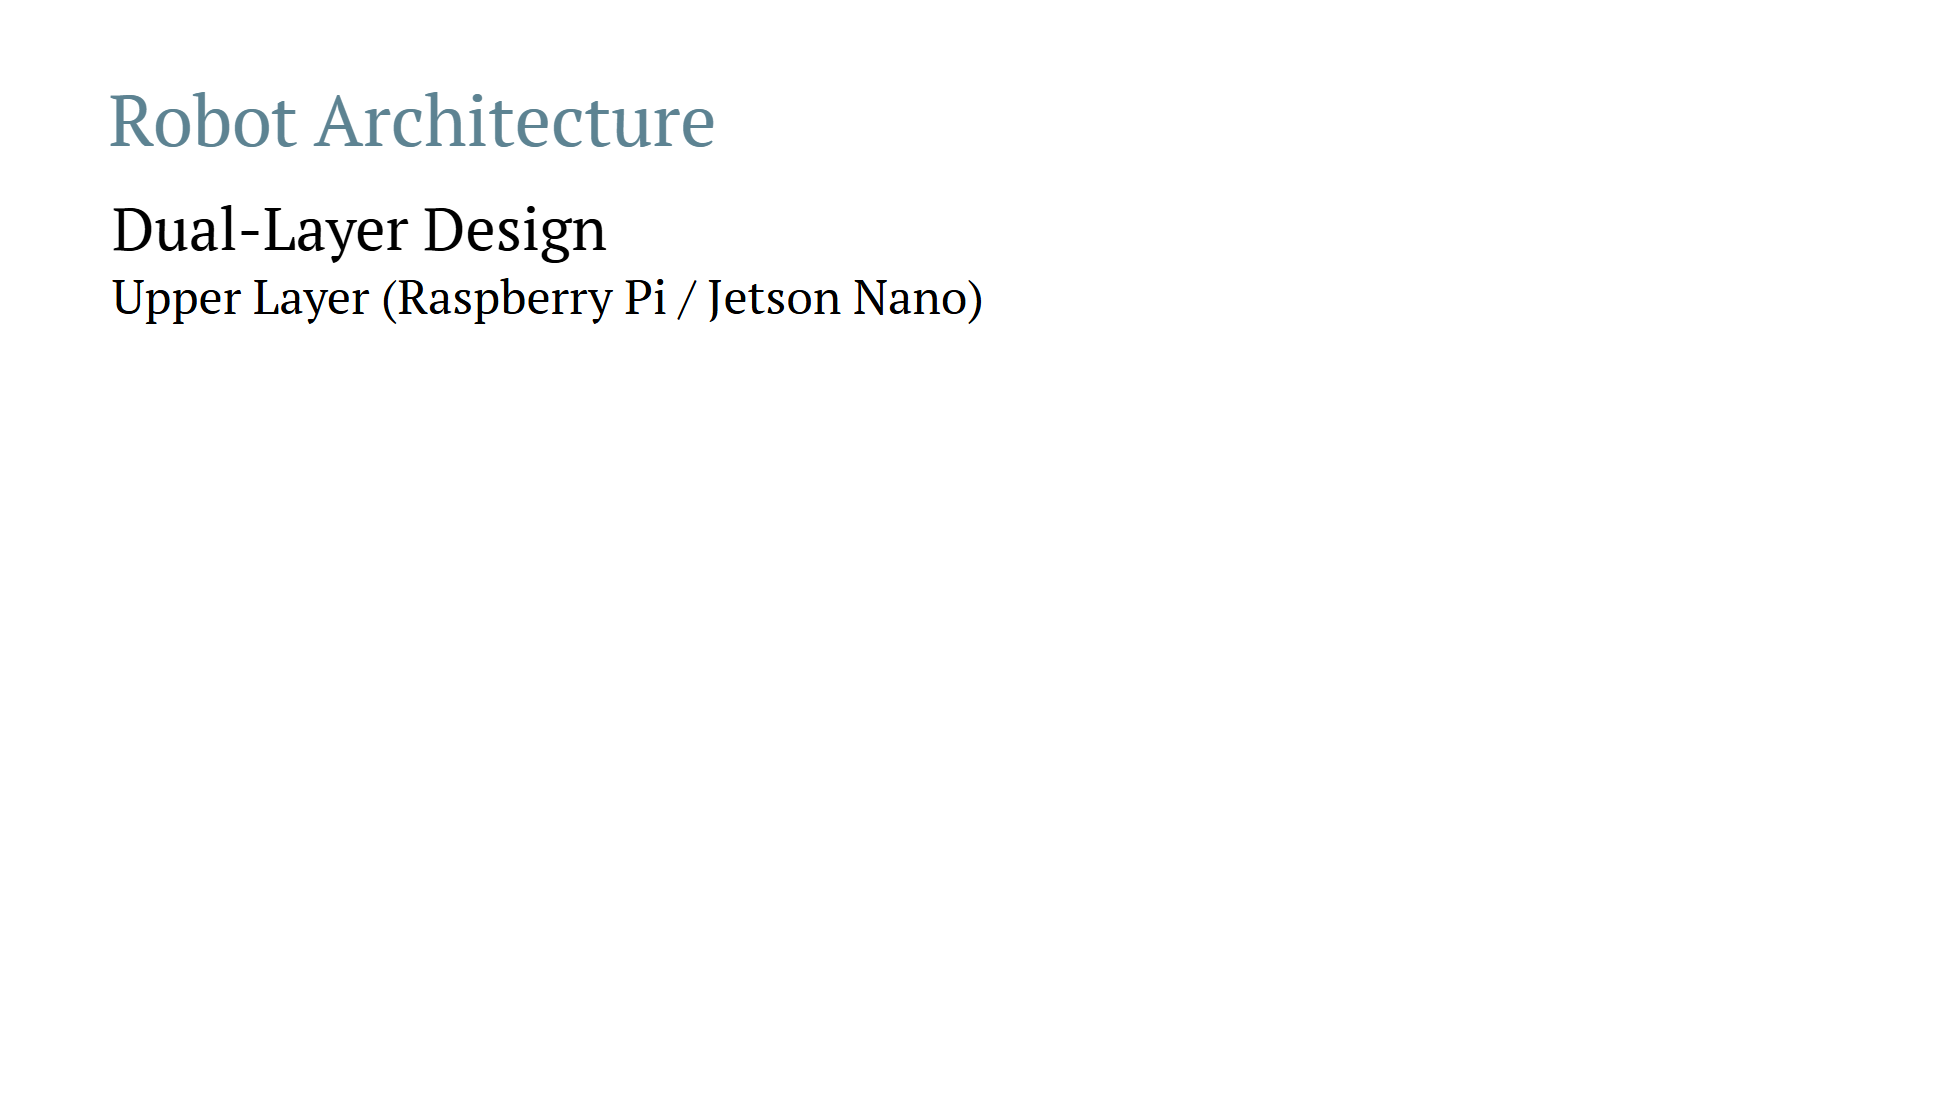 Robot Architecture
Dual-Layer Design
Upper Layer (Raspberry Pi / Jetson Nano)